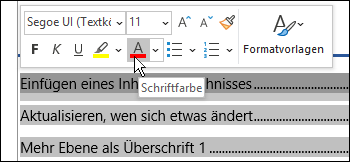 Segoe UI (Textkö 11 A A
F K U A Formatvorlagen
Einfügen eines Inh hnisses
Schriftfarbe
Aktualisieren, wen sich etwas ändert
Mehr Ebene als Überschrift 1